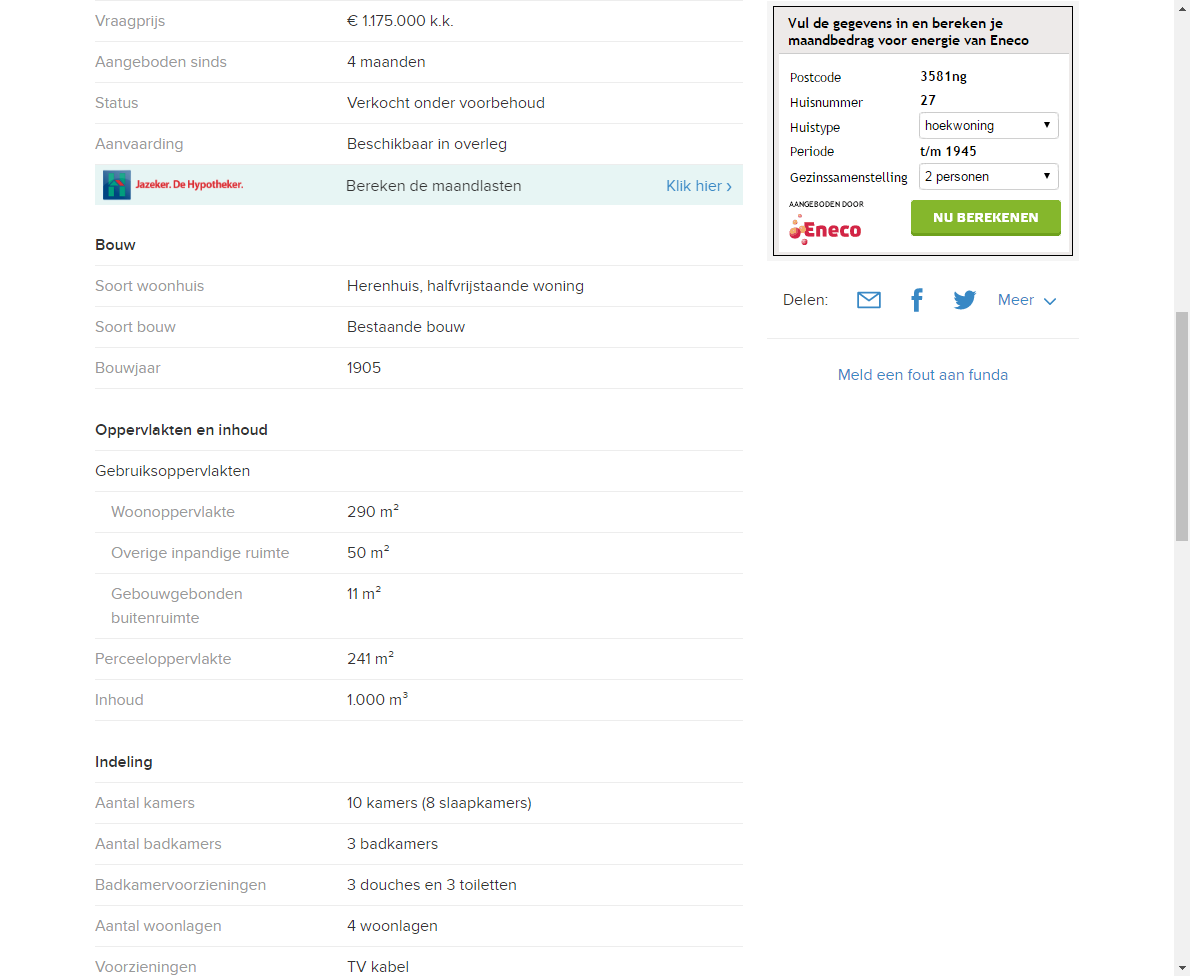 Vraagprijs € 1.175.000 k.k.
Aangeboden sinds 4 maanden
Status Verkocht onder voorbehoud
Aanvaarding Beschikbaar in overleg
Jazeker. De Hypotheker. Bereken de maandlasten Klik hier ›
Bouw
Soort woonhuis Herenhuis, halfvrijstaande woning
Soort bouw Bestaande bouw
Bouwjaar 1905
Oppervlakten en inhoud
Gebruiksoppervlakten
Woonoppervlakte 290 m²
Overige inpandige ruimte 50 m²
Gebouwgebonden 11 m²
buitenruimte
Perceeloppervlakte 241 m²
Inhoud 1.000 m³
Indeling
Aantal kamers 10 kamers (8 slaapkamers)
Aantal badkamers 3 badkamers
Badkamervoorzieningen 3 douches en 3 toiletten
Aantal woonlagen 4 woonlagen
Voorzieningen TV kabel
Vul de gegevens in en bereken je
maandbedrag voor energie van Eneco
Postcode 3581ng
Huisnummer 27
Huistype hoekwoning
Periode t/m 1945
Gezinssamenstelling 2 personen
AANGEBODEN DOOR
Eneco
NU BEREKENEN
Delen: Meer
Meld een fout aan funda